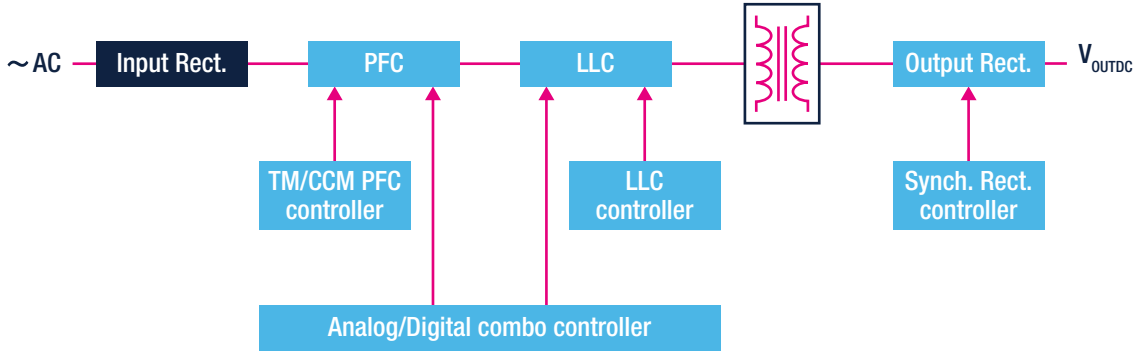 ~ AC
Input Rect.
PFC
LLC
Output Rect.
VOUTDC
TM/CCM PFC
controller
LLC
controller
Synch. Rect.
controller
Analog/Digital combo controller